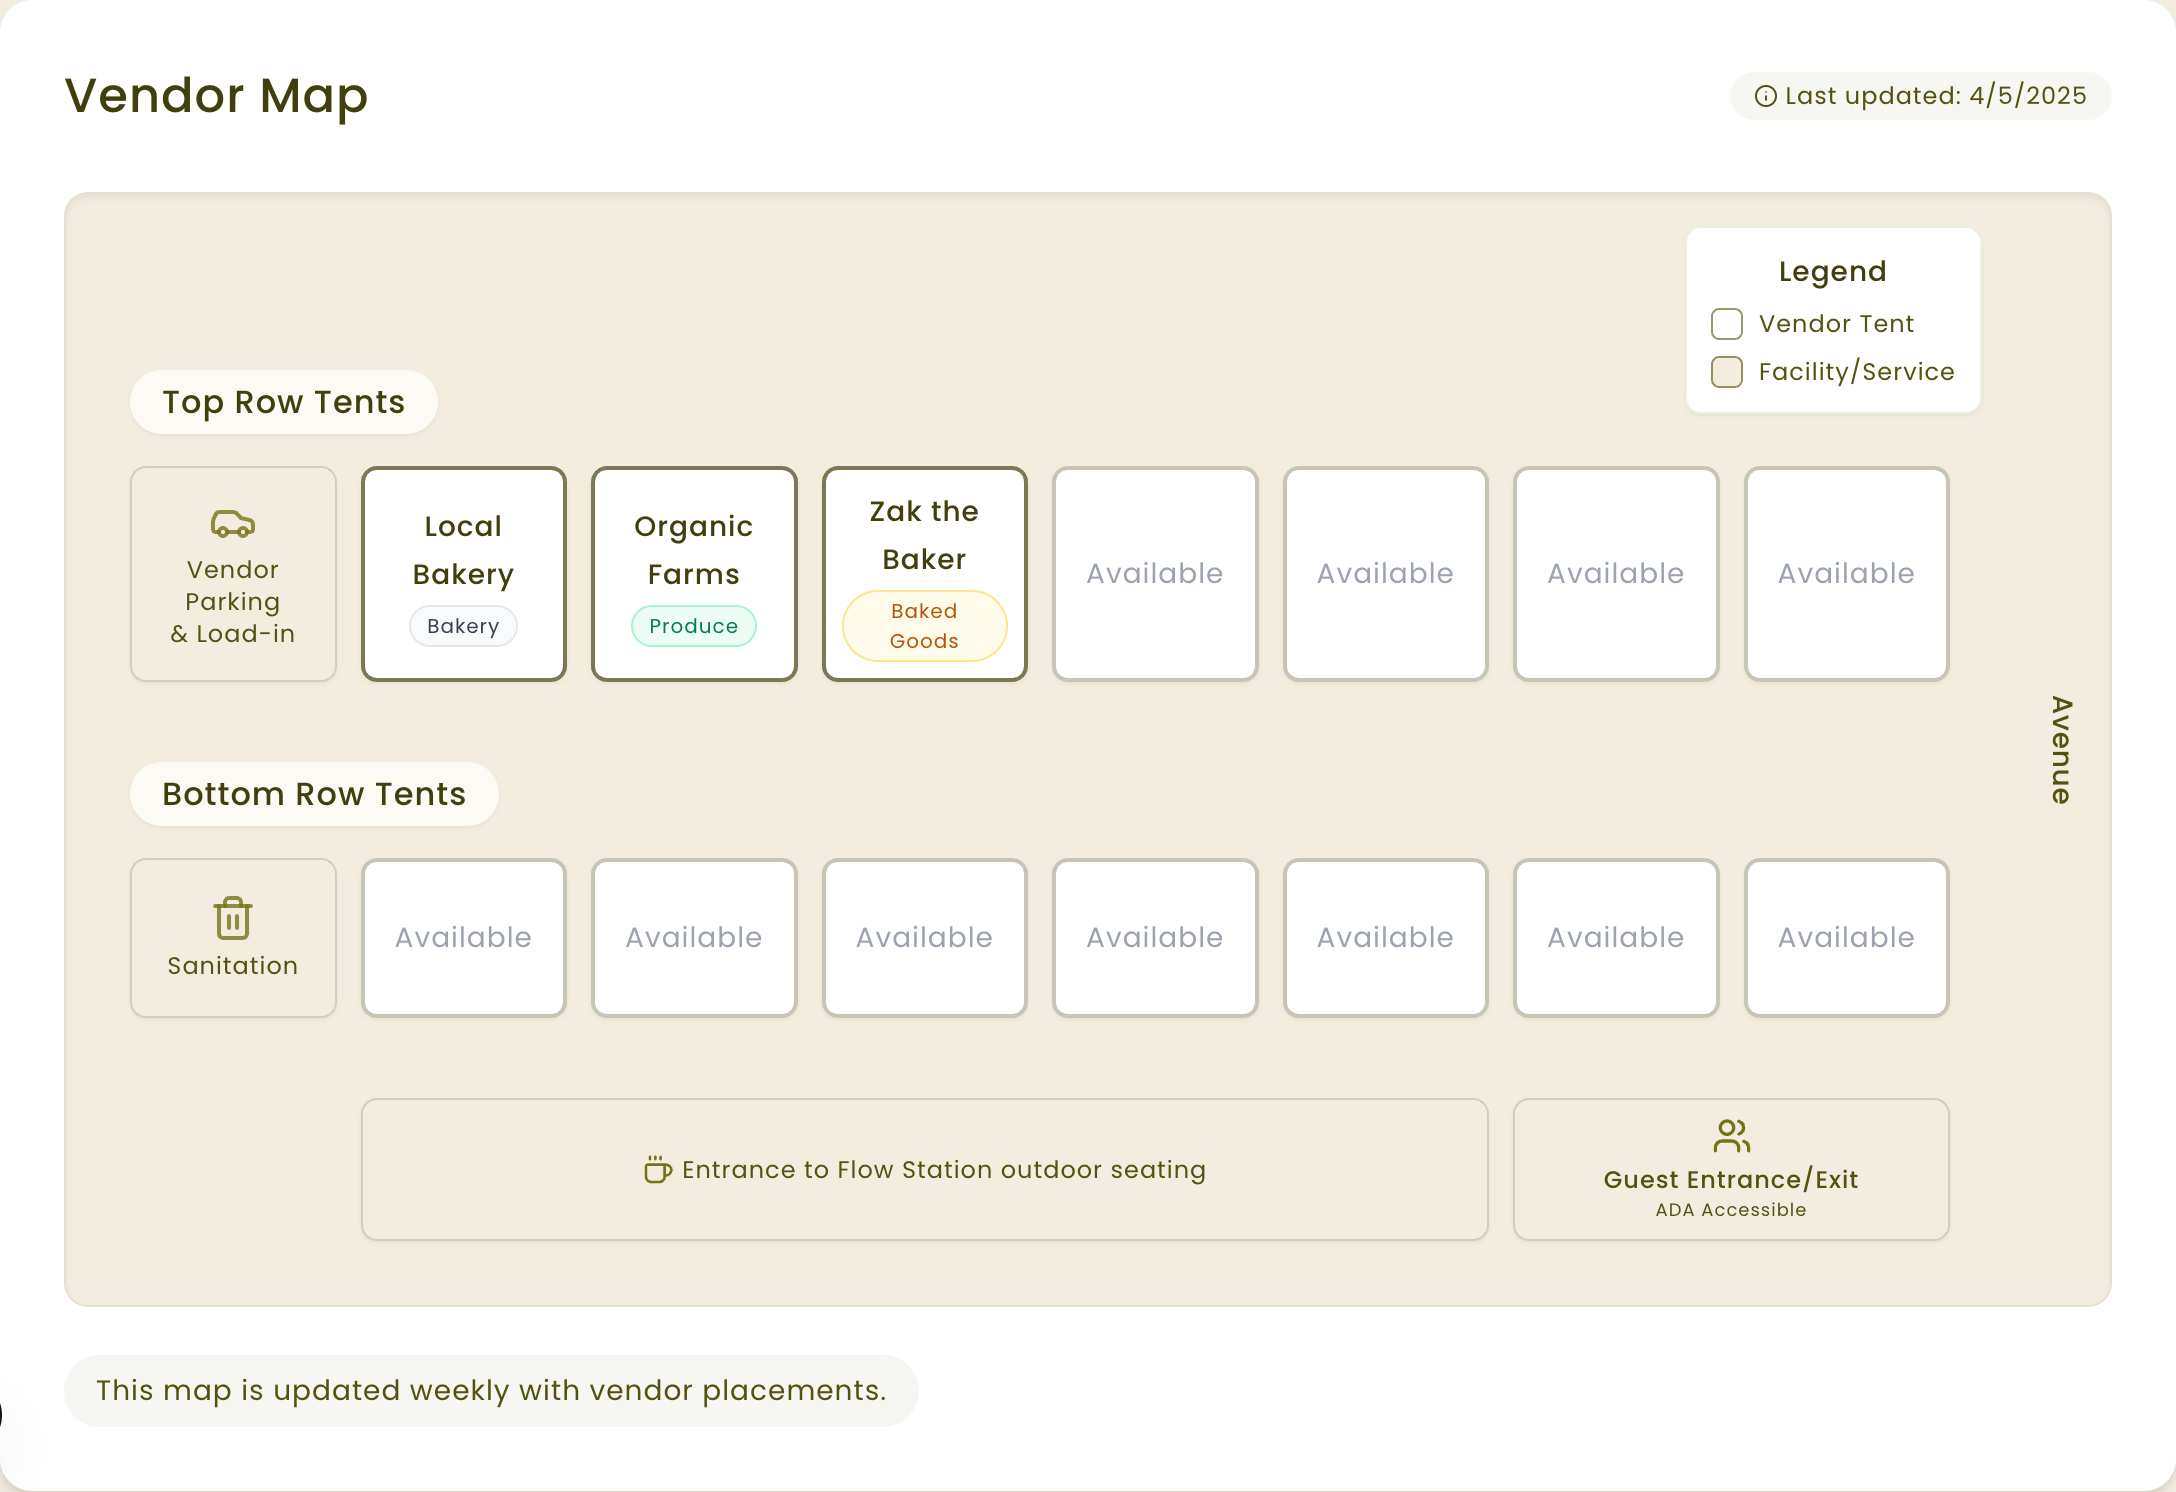 Vendor Map
Last updated: 4/5/2025
Legend
Vendor Tent
Facility/Service
Top Row Tents
Vendor
Parking
& Load-in
Local
Bakery
Bakery
Organic
Farms
Produce
Zak the
Baker
Baked
Goods
Available
Available
Available
Available
Avenue
Bottom Row Tents
Sanitation
Available
Available
Available
Available
Available
Available
Available
Entrance to Flow Station outdoor seating
Guest Entrance/Exit
ADA Accessible
This map is updated weekly with vendor placements.